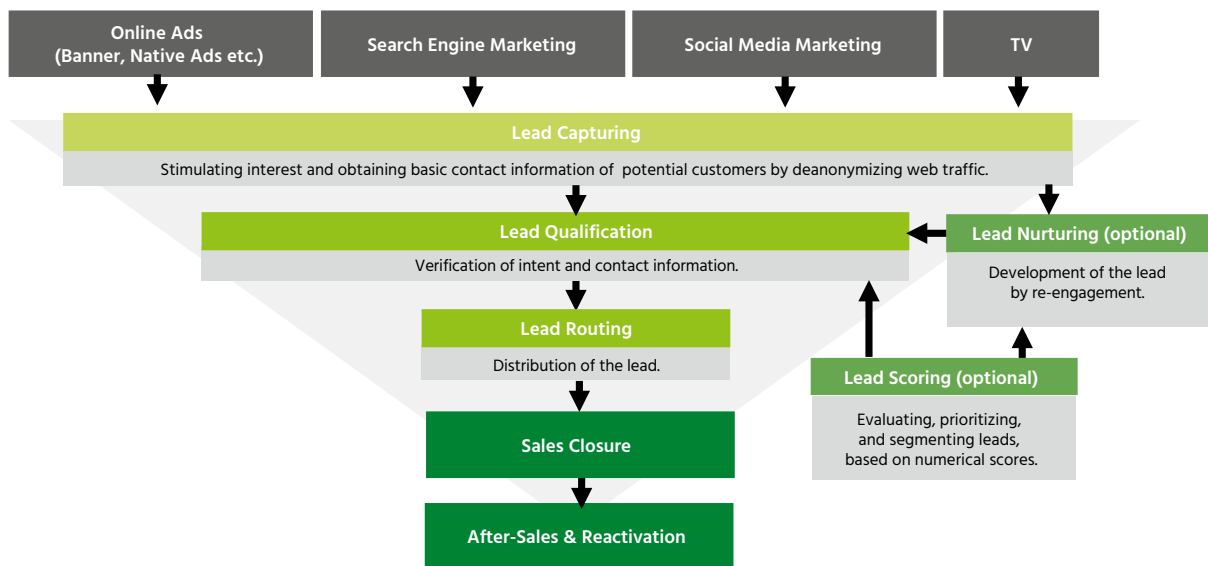 Online Ads
(Banner, Native Ads etc.)
Search Engine Marketing
Social Media Marketing
TV
Lead Capturing
Stimulating interest and obtaining basic contact information of potential customers by deanonymizing web traffic.
Lead Qualification
Verification of intent and contact information.
Lead Nurturing (optional)
Development of the lead
by re-engagement.
Lead Routing
Distribution of the lead.
Lead Scoring (optional)
Evaluating, prioritizing,
and segmenting leads,
based on numerical scores.
Sales Closure
After-Sales & Reactivation